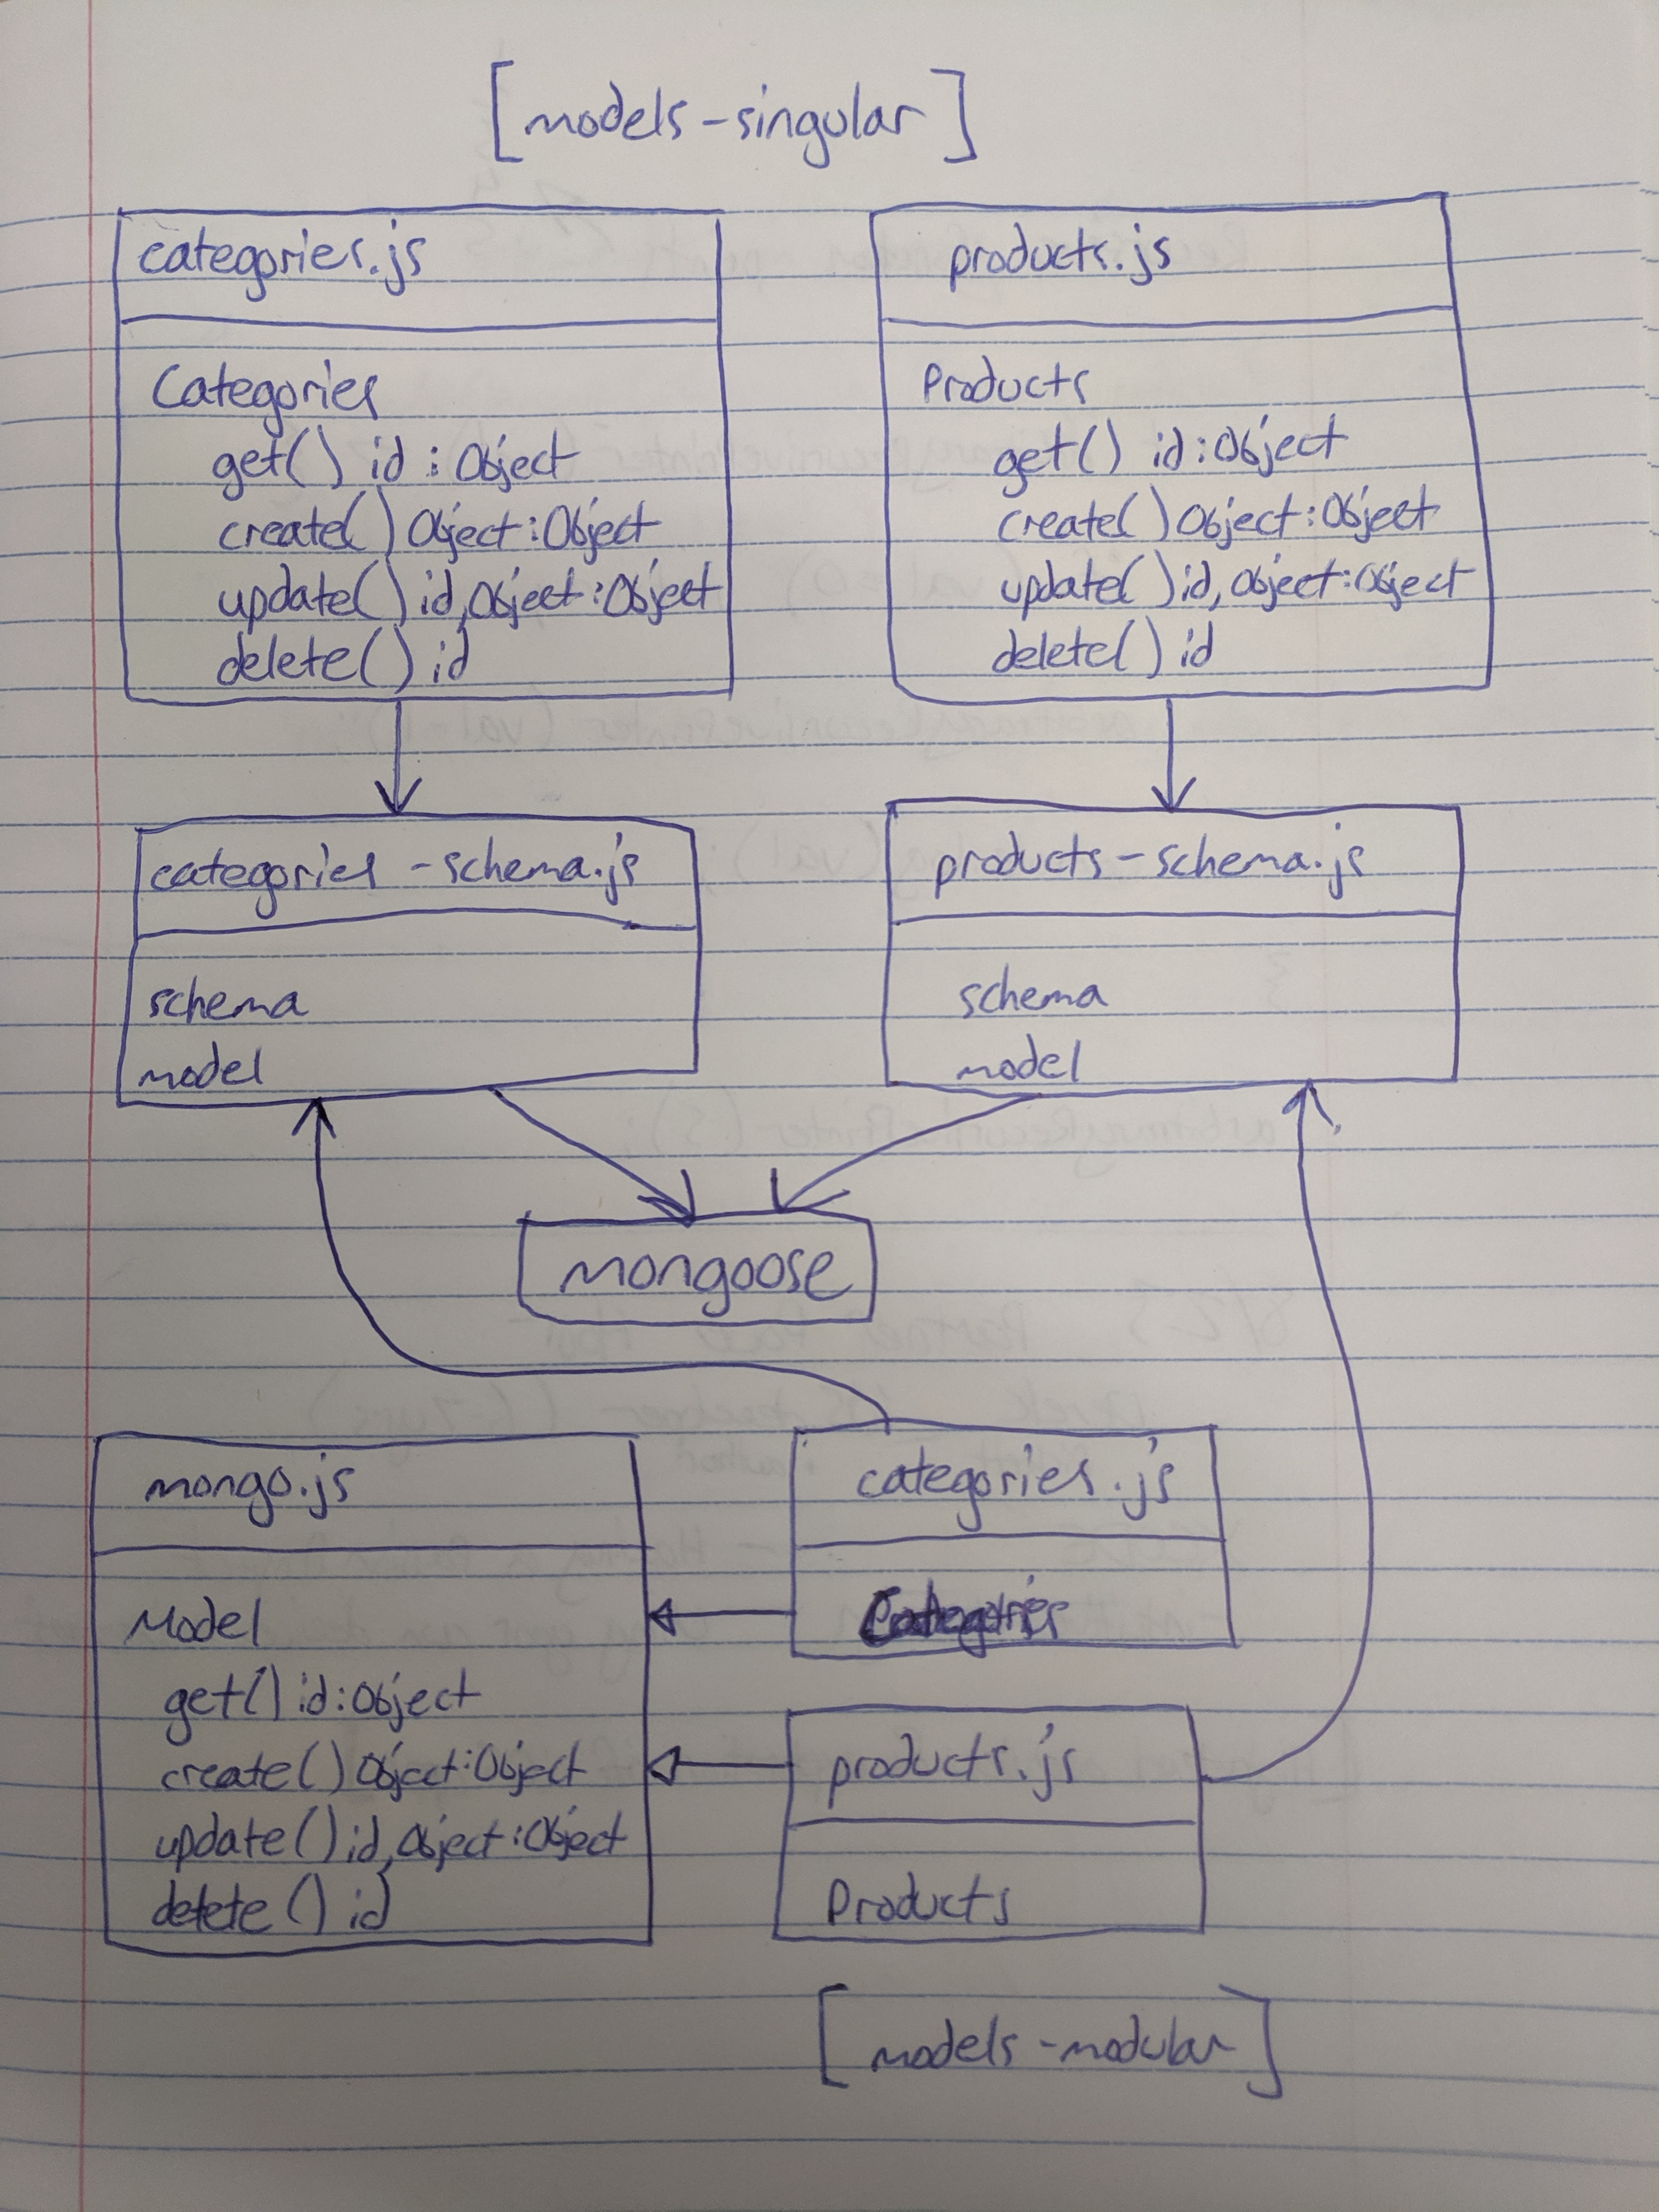 [models-singular]
categories.js
Categories
get() id : Object
create() Object:Object
update() id, Object:Object
delete() id
products.js
Products
get() id:Object
create() Object:Object
update() id, Object:Object
delete() id
categories-schema.js
schema
model
products-schema.js
schema
model
mongoose
mongo.js
Model
get() id:Object
create() Object:Object
update() id, Object:Object
delete() id
categories.js
Categories
products.js
Products
[models-modular]